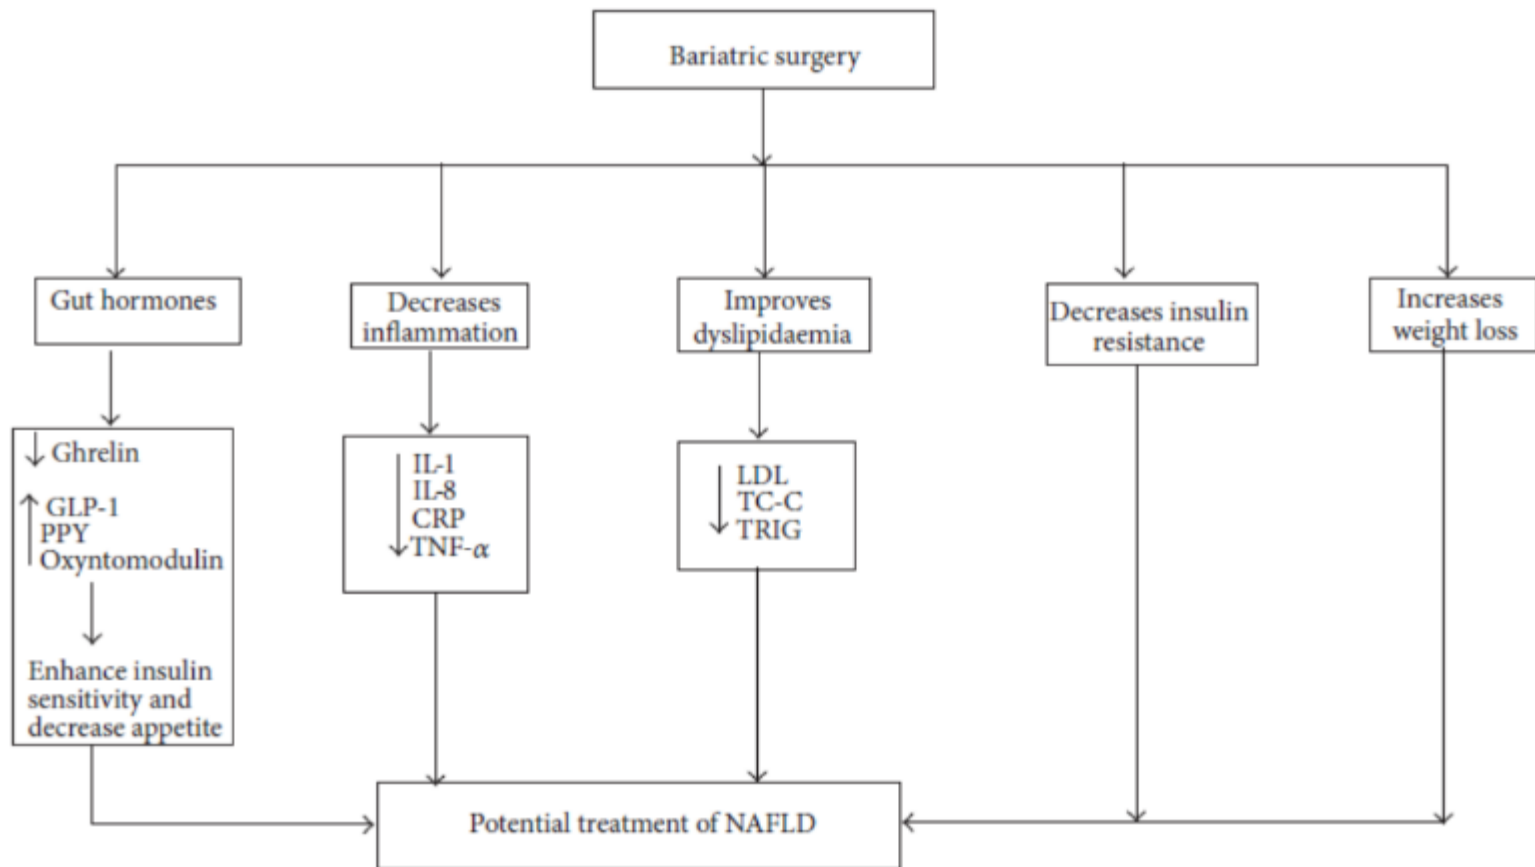 Bariatric surgery
Gut hormones
Decreases
inflammation
Improves
dyslipidaemia
Decreases insulin
resistance
Increases
weight loss
↓ Ghrelin
↑ GLP-1
PPY
Oxyntomodulin
Enhance insulin
sensitivity and
decrease appetite
IL-1
IL-8
CRP
TNF-α
LDL
TC-C
TRIG
Potential treatment of NAFLD